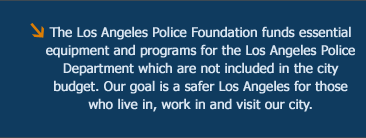 The Los Angeles Police Foundation funds essential
equipment and programs for the Los Angeles Police
Department which are not included in the city
budget. Our goal is a safer Los Angeles for those
who live in, work in and visit our city.